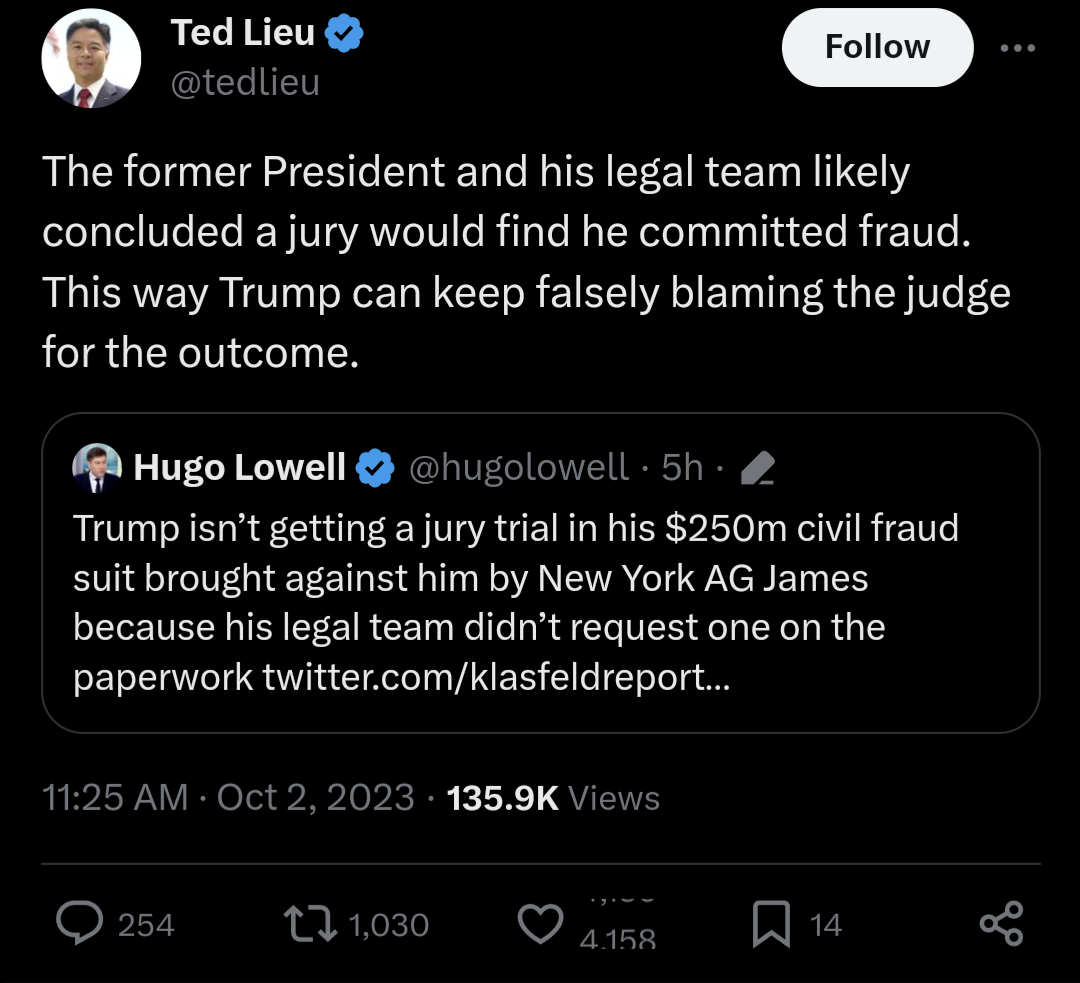 Ted Lieu
@tedlieu
Follow
The former President and his legal team likely
concluded a jury would find he committed fraud.
This way Trump can keep falsely blaming the judge
for the outcome.
Hugo Lowell @hugolowell · 5h ·
Trump isn’t getting a jury trial in his $250m civil fraud
suit brought against him by New York AG James
because his legal team didn’t request one on the
paperwork twitter.com/klasfeldreport…
11:25 AM · Oct 2, 2023 · 135.9K Views
254 1,030 4,158 14